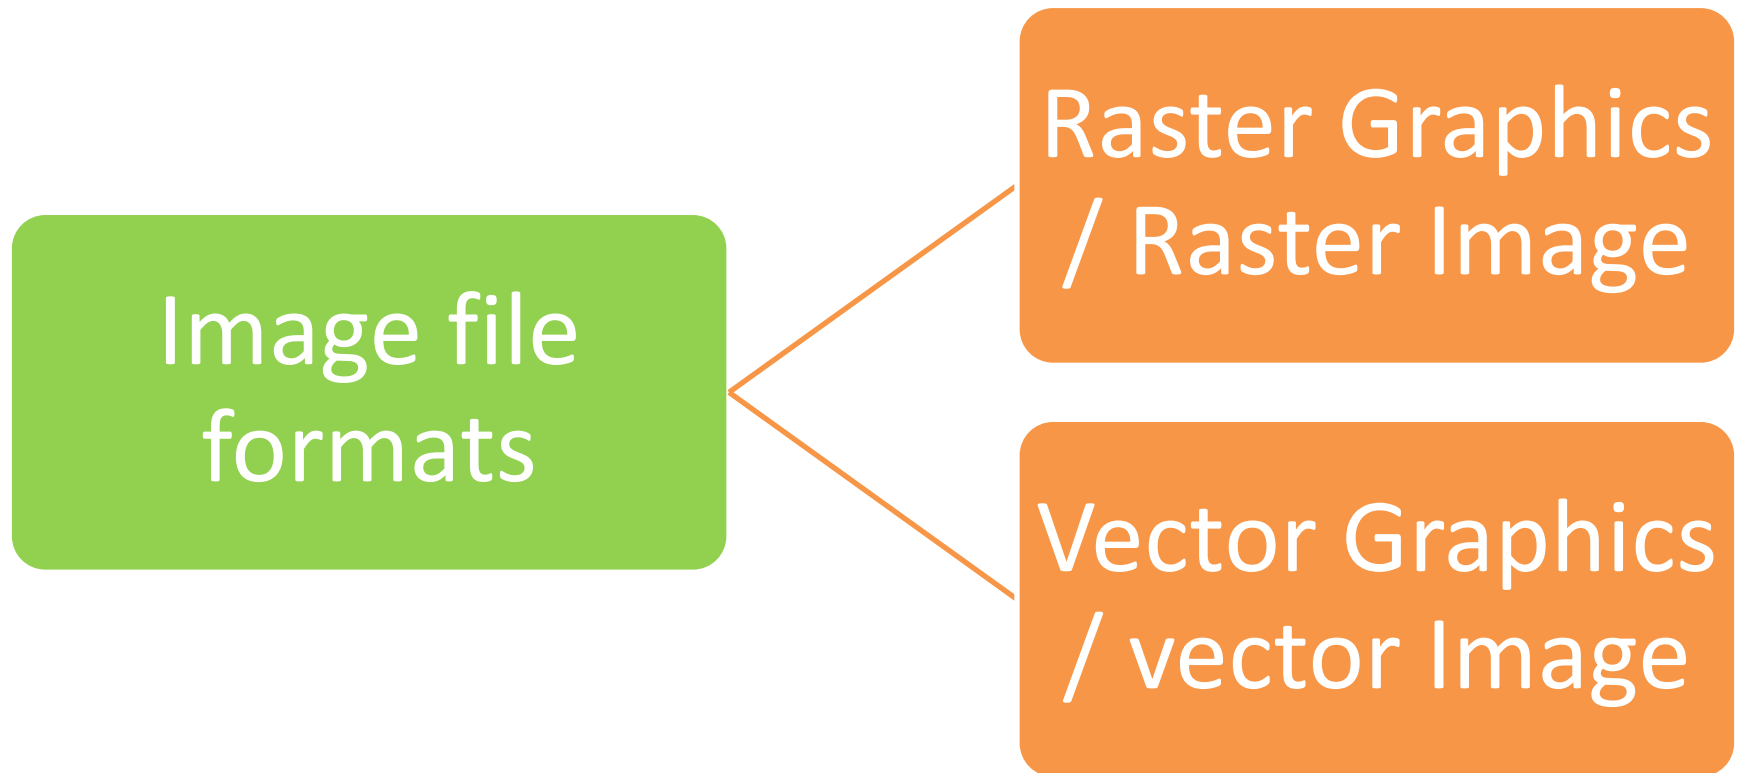 Image file
formats
Raster Graphics
/ Raster Image
Vector Graphics
/ vector Image